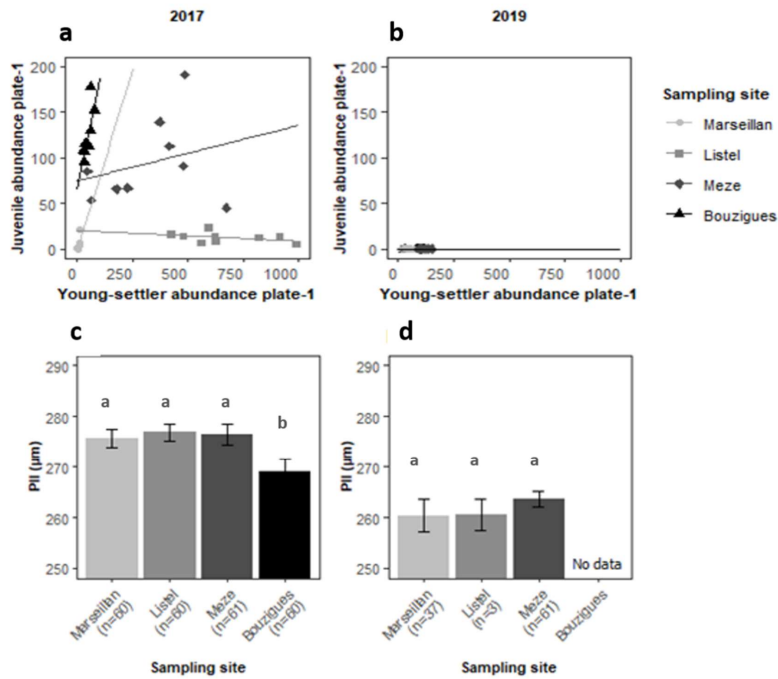 2017
2019
a
b
Juvenile abundance plate-1
200
150
100
50
0
0
250
500
750
1000
Young-settler abundance plate-1
Juvenile abundance plate-1
200
150
100
50
0
0
250
500
750
1000
Young-settler abundance plate-1
Sampling site
Marseillan
Listel
Meze
Bouzigues
c
d
PII (µm)
290
280
270
260
250
a
a
a
b
Marseillan
(n=60)
Listel
(n=60)
Meze
(n=61)
Bouzigues
(n=60)
Sampling site
PII (µm)
290
280
270
260
250
a
a
a
No data
Marseillan
(n=37)
Listel
(n=3)
Meze
(n=61)
Bouzigues
Sampling site